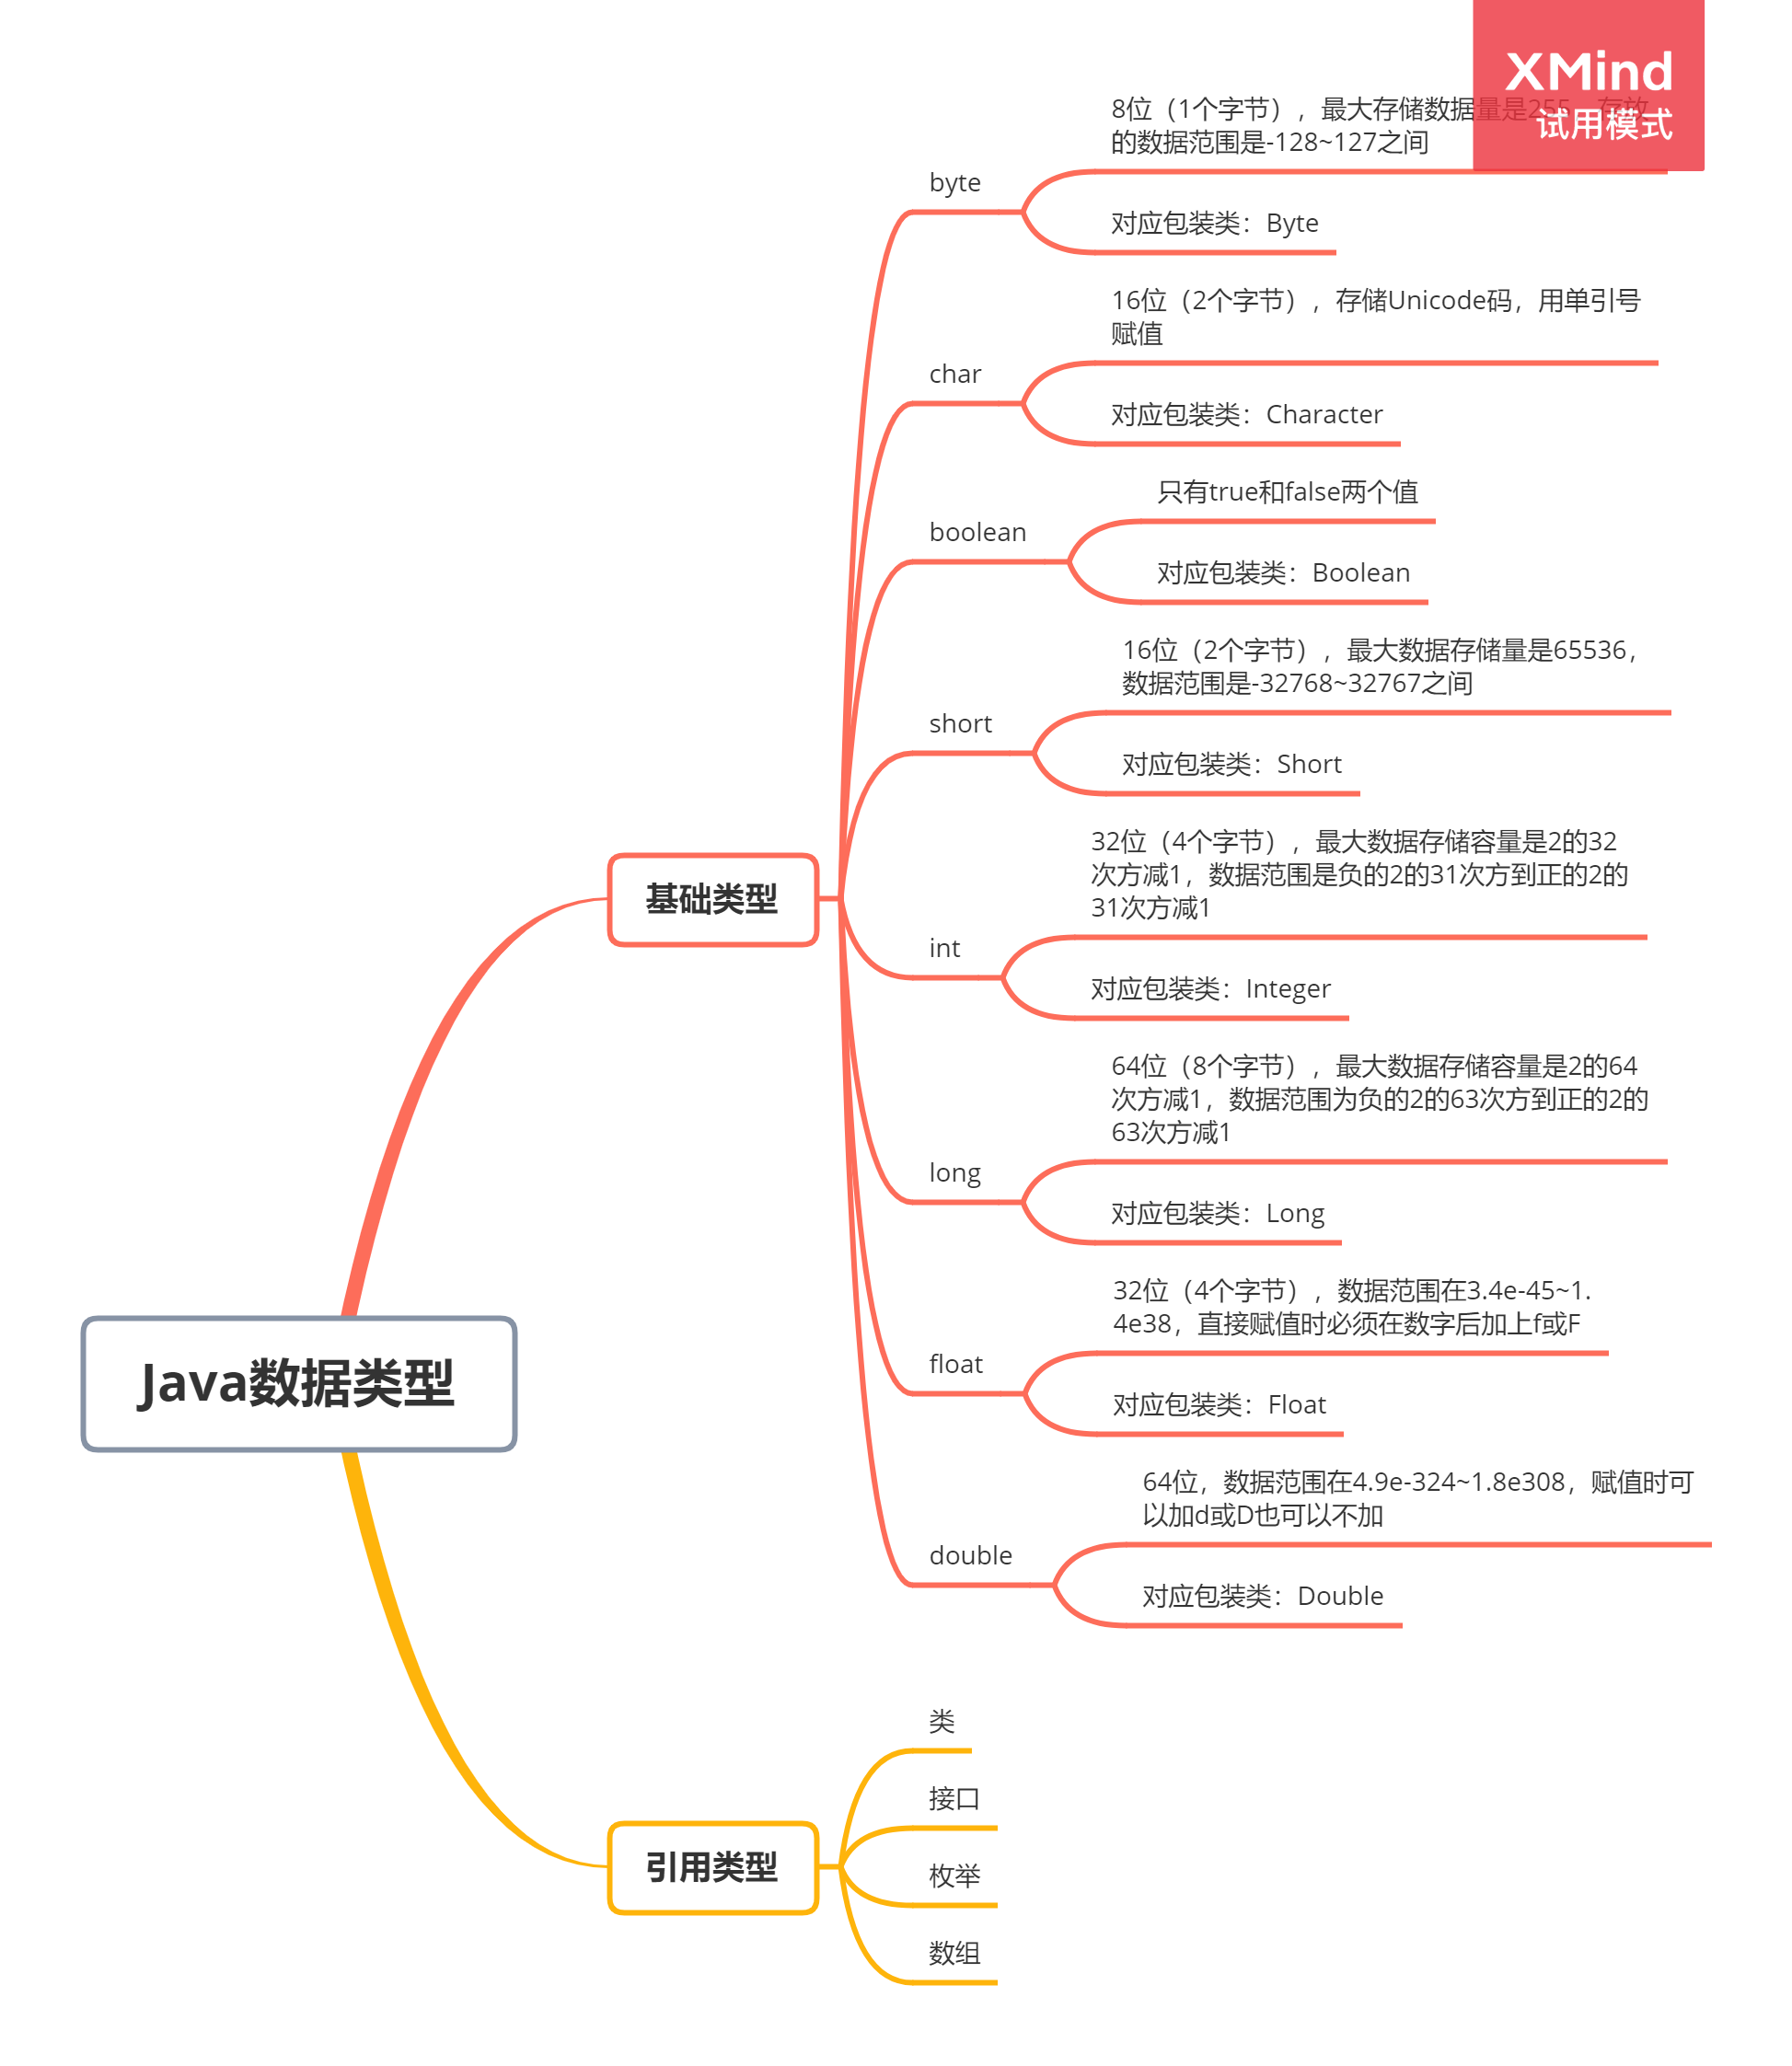 XMind
试用模式
8位（1个字节），最大存储数据量是255，存放
的数据范围是-128~127之间
byte
对应包装类：Byte
16位（2个字节），存储Unicode码，用单引号
赋值
char
对应包装类：Character
只有true和false两个值
boolean
对应包装类：Boolean
16位（2个字节），最大数据存储量是65536，
数据范围是-32768~32767之间
short
对应包装类：Short
32位（4个字节），最大数据存储容量是2的32
次方减1，数据范围是负的2的31次方到正的2的
31次方减1
int
对应包装类：Integer
64位（8个字节），最大数据存储容量是2的64
次方减1，数据范围为负的2的63次方到正的2的
63次方减1
long
对应包装类：Long
32位（4个字节），数据范围在3.4e-45~1.
4e38，直接赋值时必须在数字后加上f或F
float
对应包装类：Float
64位，数据范围在4.9e-324~1.8e308，赋值时可
以加d或D也可以不加
double
对应包装类：Double
基础类型
Java数据类型
类
接口
枚举
数组
引用类型